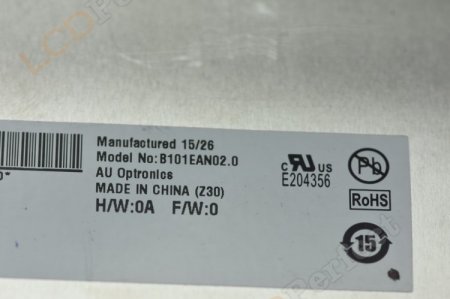 Manufactured 15/26
Model No:B101EAN02.0
AU Optronics
MADE IN CHINA (Z30)
H/W:0A F/W:0
c RU US
E204356
Pb
RoHS
15